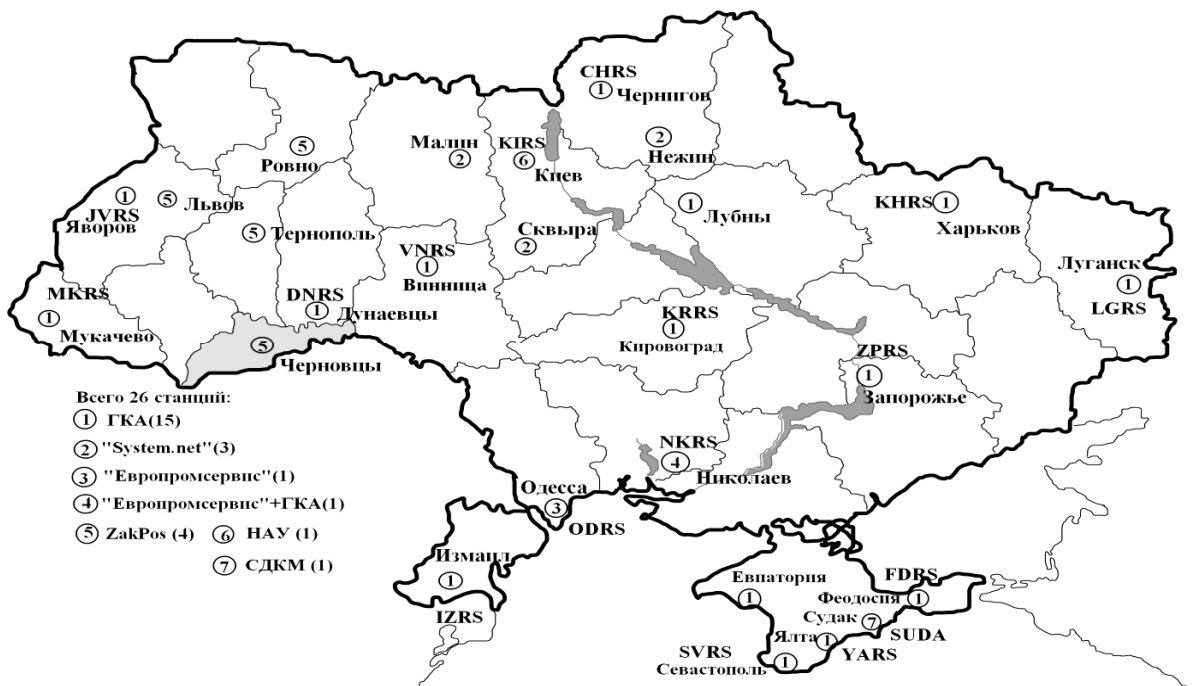 CHRS
1
Чернигов
5
Ровно
Малин
2
KIRS
6
Киев
2
Нежин
1
JVRS
Яворов
5
Львов
5
Тернополь
VNRS
1
Винница
Сквыра
2
1
Лубны
KHRS
1
Харьков
Луганск
1
LGRS
MKRS
1
Мукачево
DNRS
1
Дунаевцы
5
Черновцы
KRRS
1
Кировоград
ZPRS
1
Запорожье
NKRS
4
Николаев
Одесса
3
ODRS
Измаил
1
IZRS
Евпатория
1
FDRS
Феодосия 1
Судак 7
SUDA
Ялта 1
YARS
SVRS
Севастополь
1
Всего 26 станций:
1 ГКА(15)
2 "System.net"(3)
3 "Европромсервис"(1)
4 "Европромсервис"+ГКА(1)
5 ZakPos (4) 6 НАУ (1)
7 СДКМ (1)